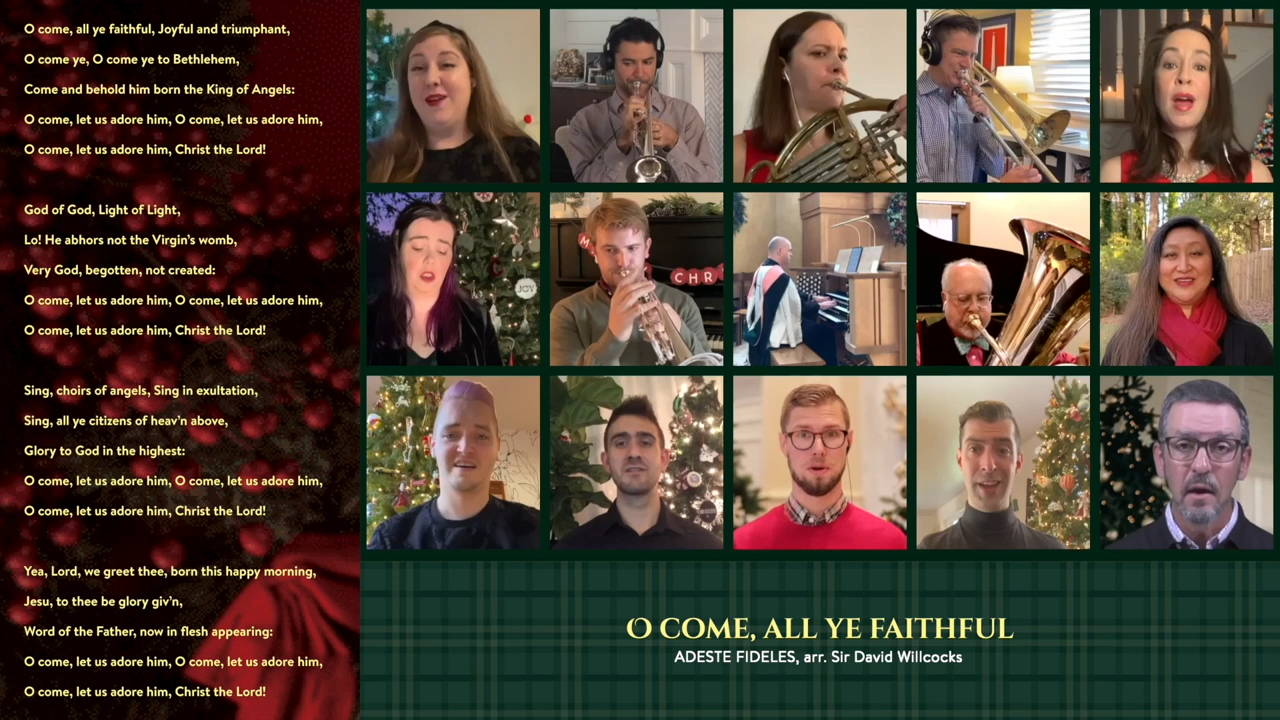 O come, all ye faithful, Joyful and triumphant,
O come ye, O come ye to Bethlehem,
Come and behold him born the King of Angels:
O come, let us adore him, O come, let us adore him,
O come, let us adore him, Christ the Lord!
God of God, Light of Light,
Lo! He abhors not the Virgin's womb,
Very God, begotten, not created:
O come, let us adore him, O come, let us adore him,
O come, let us adore him, Christ the Lord!
Sing, choirs of angels, Sing in exultation,
Sing, all ye citizens of heav'n above,
Glory to God in the highest:
O come, let us adore him, O come, let us adore him,
O come, let us adore him, Christ the Lord!
Yea, Lord, we greet thee, born this happy morning,
Jesu, to thee be glory giv'n,
Word of the Father, now in flesh appearing:
O come, let us adore him, O come, let us adore him,
O come, let us adore him, Christ the Lord!
JOY
M CHR
O COME, ALL YE FAITHFUL
ADESTE FIDELES, arr. Sir David Willcocks